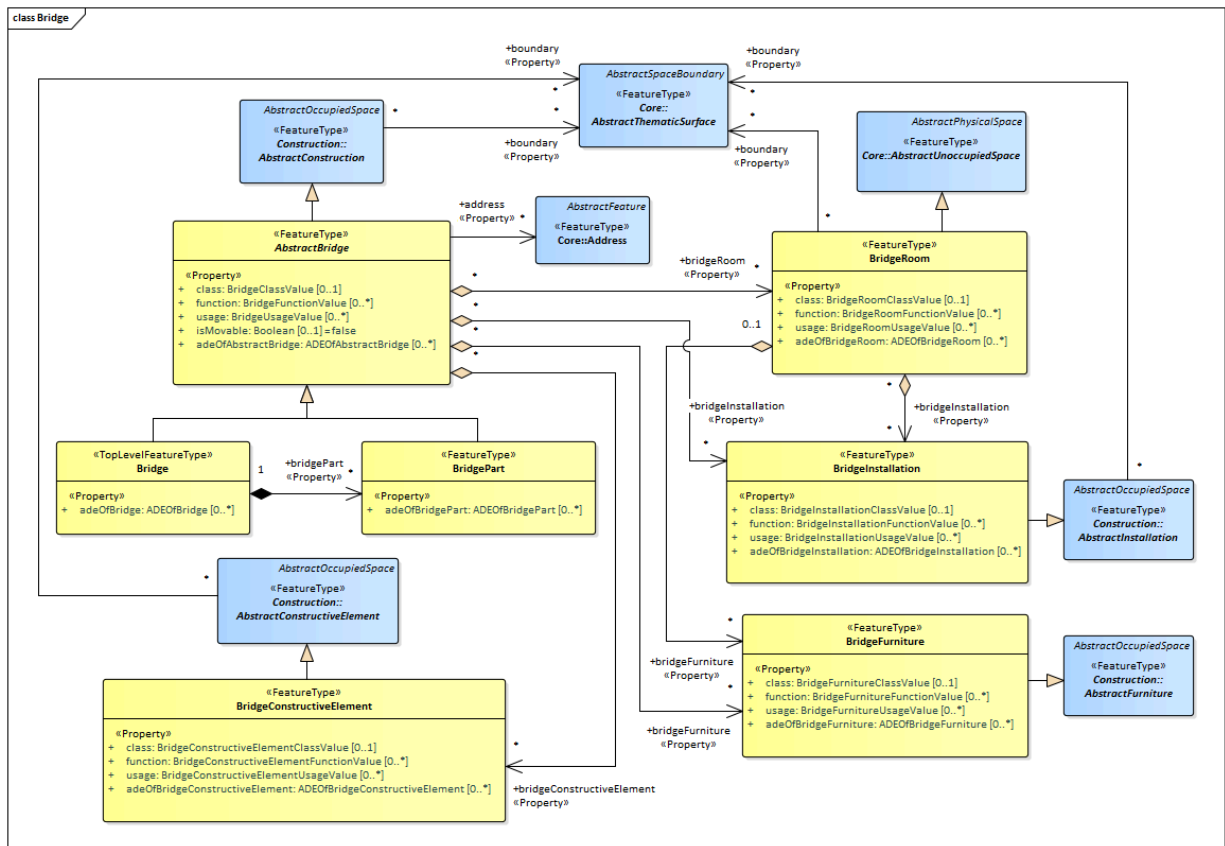 class Bridge
+boundary
«Property»
*
AbstractSpaceBoundary
«FeatureType»
Core::
AbstractThematicSurface
+boundary
«Property»
*
AbstractOccupiedSpace
«FeatureType»
Construction::
AbstractConstruction
*
*
+boundary
«Property»
*
+boundary
«Property»
AbstractPhysicalSpace
«FeatureType»
Core::AbstractUnoccupiedSpace
*
+address
«Property»
*
AbstractFeature
«FeatureType»
Core::Address
«FeatureType»
AbstractBridge
«Property»
+ class: BridgeClassValue [0..1]
+ function: BridgeFunctionValue [0..*]
+ usage: BridgeUsageValue [0..*]
+ isMovable: Boolean [0..1] = false
+ adeOfAbstractBridge: ADEOfAbstractBridge [0..*]
*
*
*
*
+bridgeRoom
«Property»
*
«FeatureType»
BridgeRoom
«Property»
+ class: BridgeRoomClassValue [0..1]
+ function: BridgeRoomFunctionValue [0..*]
+ usage: BridgeRoomUsageValue [0..*]
+ adeOfBridgeRoom: ADEOfBridgeRoom [0..*]
0..1
*
+bridgeInstallation
«Property»
*
+bridgeInstallation
«Property»
*
«TopLevelFeatureType»
Bridge
«Property»
+ adeOfBridge: ADEOfBridge [0..*]
1
+bridgePart
«Property»
*
«FeatureType»
BridgePart
«Property»
+ adeOfBridgePart: ADEOfBridgePart [0..*]
«FeatureType»
BridgeInstallation
«Property»
+ class: BridgeInstallationClassValue [0..1]
+ function: BridgeInstallationFunctionValue [0..*]
+ usage: BridgeInstallationUsageValue [0..*]
+ adeOfBridgeInstallation: ADEOfBridgeInstallation [0..*]
*
AbstractOccupiedSpace
«FeatureType»
Construction::
AbstractInstallation
*
AbstractOccupiedSpace
«FeatureType»
Construction::
AbstractConstructiveElement
*
+bridgeFurniture
«Property»
*
+bridgeFurniture
«Property»
«FeatureType»
BridgeFurniture
«Property»
+ class: BridgeFurnitureClassValue [0..1]
+ function: BridgeFurnitureFunctionValue [0..*]
+ usage: BridgeFurnitureUsageValue [0..*]
+ adeOfBridgeFurniture: ADEOfBridgeFurniture [0..*]
AbstractOccupiedSpace
«FeatureType»
Construction::
AbstractFurniture
«FeatureType»
BridgeConstructiveElement
«Property»
+ class: BridgeConstructiveElementClassValue [0..1]
+ function: BridgeConstructiveElementFunctionValue [0..*]
+ usage: BridgeConstructiveElementUsageValue [0..*]
+ adeOfBridgeConstructiveElement: ADEOfBridgeConstructiveElement [0..*]
*
+bridgeConstructiveElement
«Property»